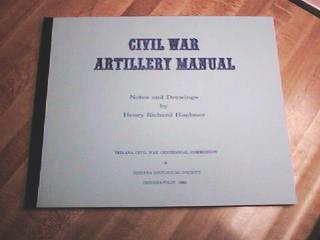 CIVIL WAR
ARTILLERY MANUAL
Notes and Drawings
by
Henry Richard
INDIANA CIVIL WAR CENTENNIAL COMMISSION
&
INDIANA HISTORICAL SOCIETY
INDIANAPOLIS